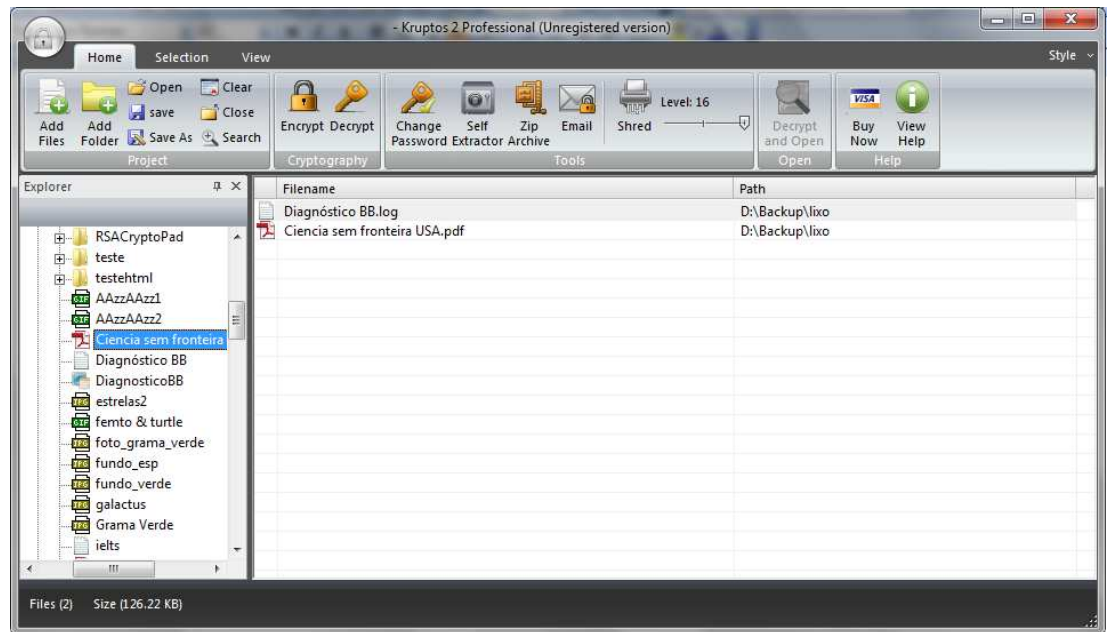 - Kruptos 2 Professional (Unregistered version)
Home Selection View Style
Add Files
Add Folder
Open
save
Save As
Clear
Close
Search
Project
Encrypt Decrypt
Cryptography
Change Password
Self Extractor
Zip Archive
Email
Shred
Level: 16
Tools
Decrypt and Open
Open
VISA
Buy Now
View Help
Help
Explorer
RSACryptoPad
teste
testehtml
GIF AAzzAAzz1
GIF AAzzAAzz2
Ciencia sem fronteira
Diagnóstico BB
DiagnosticoBB
estrelas2
GIF femto & turtle
foto_grama_verde
fundo_esp
fundo_verde
galactus
Grama Verde
ielts
Filename Path
Diagnóstico BB.log D:\Backup\lixo
Ciencia sem fronteira USA.pdf D:\Backup\lixo
Files (2) Size (126.22 KB)